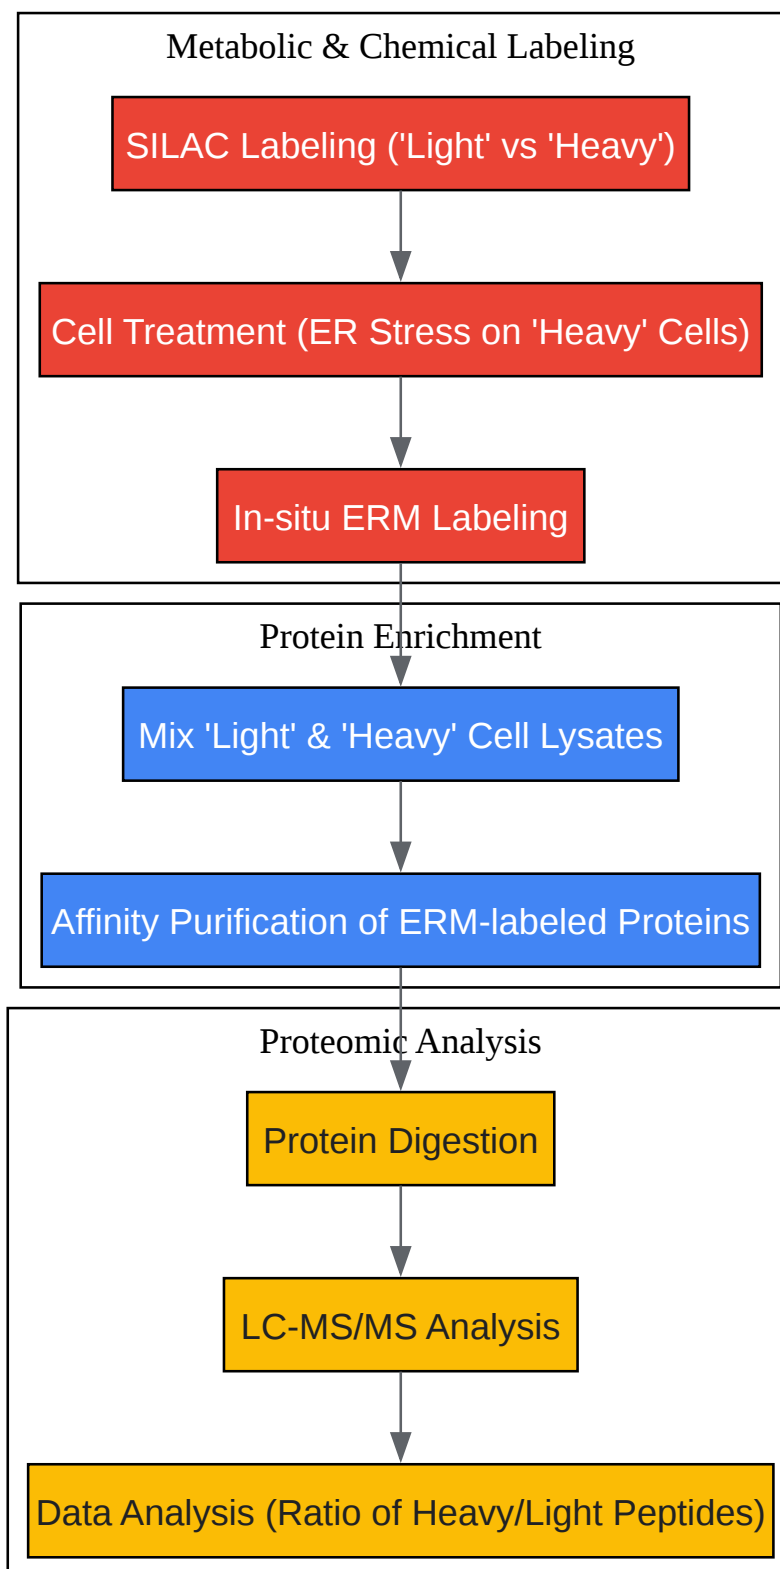 Metabolic & Chemical Labeling
SILAC Labeling ('Light' vs 'Heavy')
Cell Treatment (ER Stress on 'Heavy' Cells)
In-situ ERM Labeling
Protein Enrichment
Mix 'Light' & 'Heavy' Cell Lysates
Affinity Purification of ERM-labeled Proteins
Proteomic Analysis
Protein Digestion
LC-MS/MS Analysis
Data Analysis (Ratio of Heavy/Light Peptides)